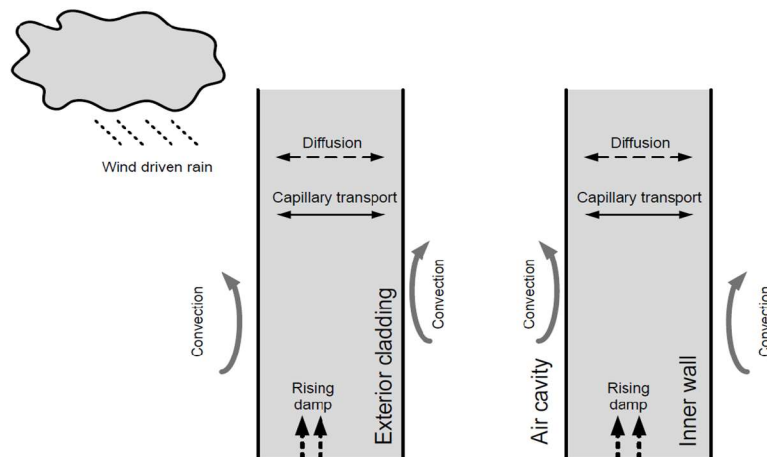 Wind driven rain
Diffusion
Capillary transport
Convection
Convection
Exterior cladding
Rising
damp
Diffusion
Capillary transport
Convection
Convection
Air cavity
Inner wall
Rising
damp